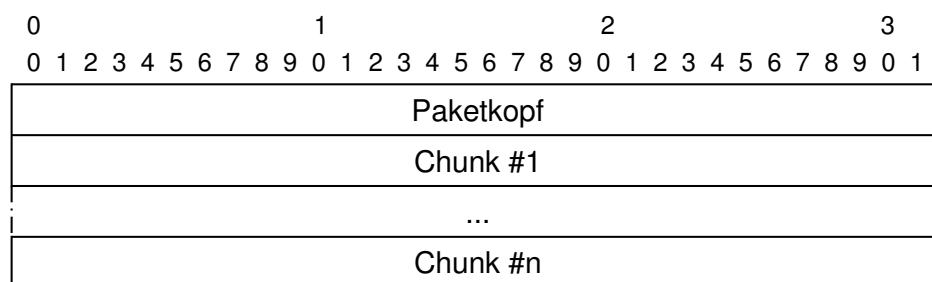 0 1 2 3
0 1 2 3 4 5 6 7 8 9 0 1 2 3 4 5 6 7 8 9 0 1 2 3 4 5 6 7 8 9 0 1
Paketkopf
Chunk #1
...
Chunk #n